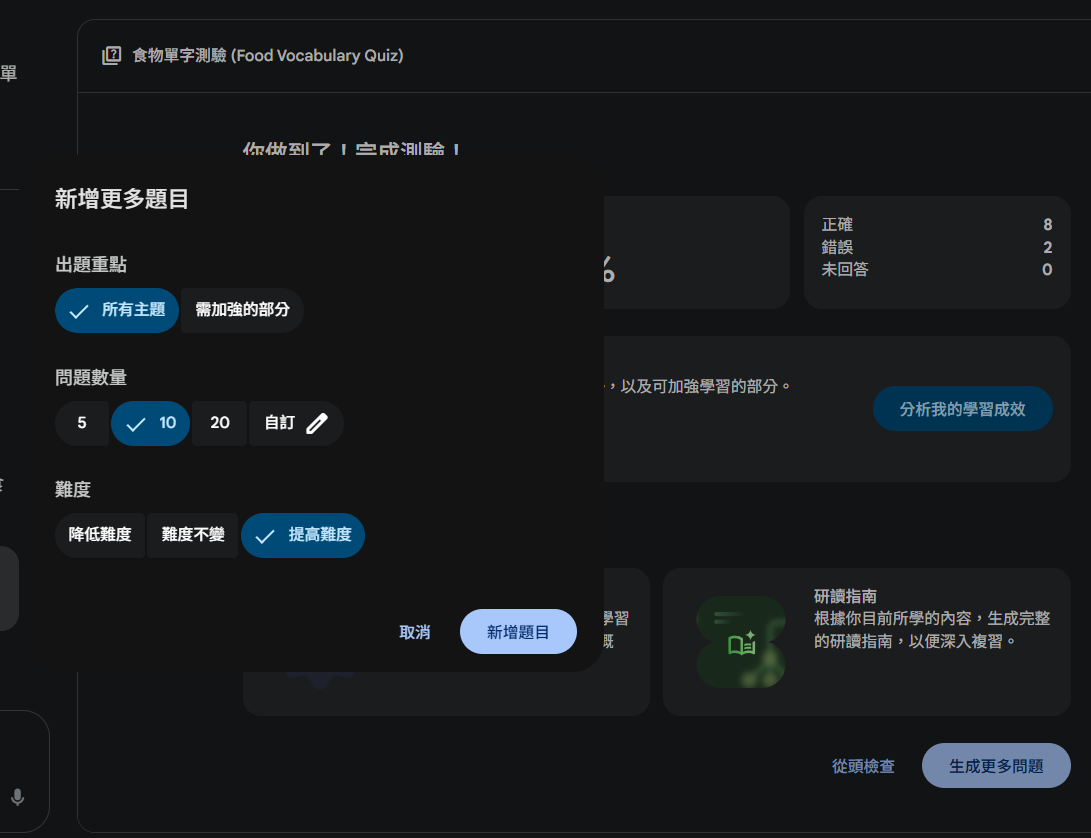 單
食物單字測驗 (Food Vocabulary Quiz)
你做到了！完成測驗！
新增更多題目
出題重點
所有主題
需加強的部分
問題數量
5
10
20
自訂
難度
降低難度
難度不變
提高難度
取消
新增題目
%
正確 8
錯誤 2
未回答 0
，以及可加強學習的部分。
分析我的學習成效
學習
概
研讀指南
根據你目前所學的內容，生成完整
的研讀指南，以便深入複習。
從頭檢查
生成更多問題